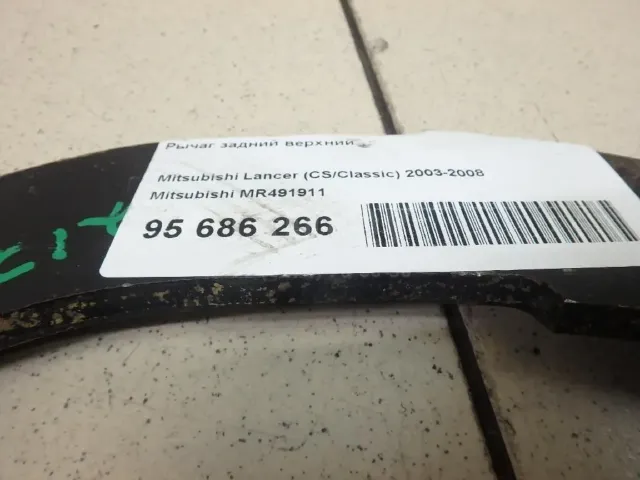 Рычаг задний верхний
Mitsubishi Lancer (CS/Classic) 2003-2008
Mitsubishi MR491911
95 686 266